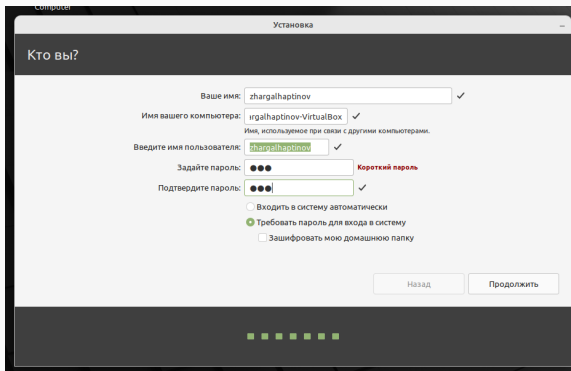 Computer
Установка
Кто вы?
Ваше имя: zhargalhaptinov
Имя вашего компьютера: rgalhaptinov-VirtualBox
Имя, используемое при связи с другими компьютерами.
Введите имя пользователя: zhargalhaptinov
Задайте пароль: ●●● Короткий пароль
Подтвердите пароль: ●●●
Входить в систему автоматически
Требовать пароль для входа в систему
Зашифровать мою домашнюю папку
Назад
Продолжить